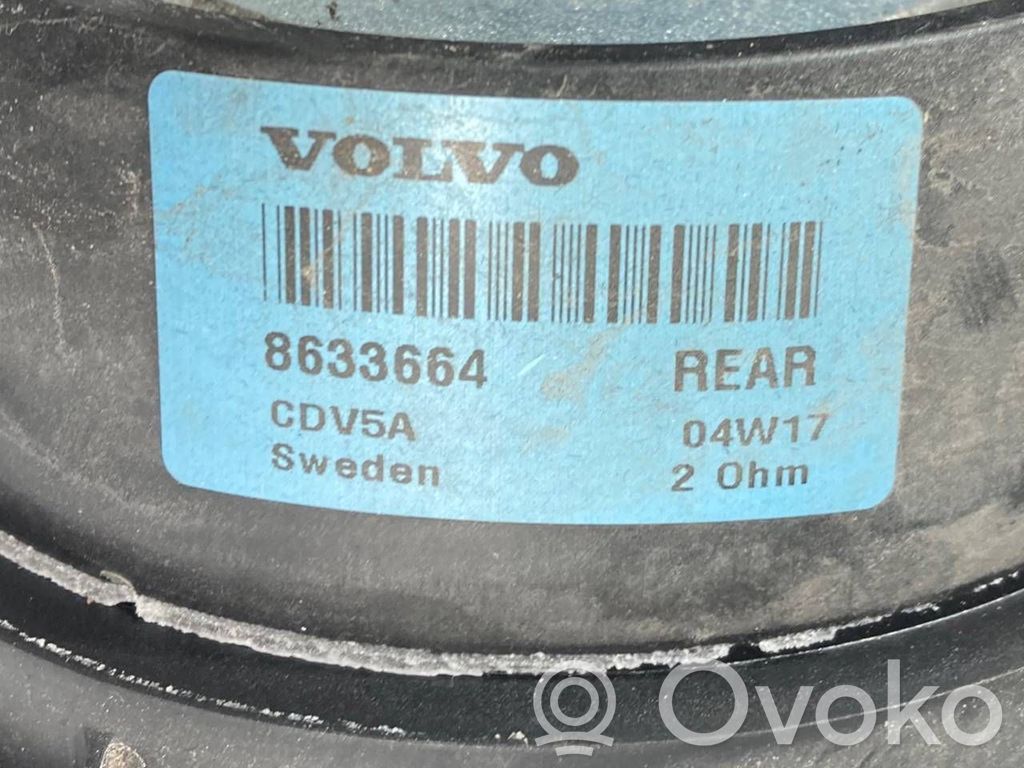 VOLVO
8633664 REAR
CDV5A 04W17
Sweden 2 Ohm
Ovoko